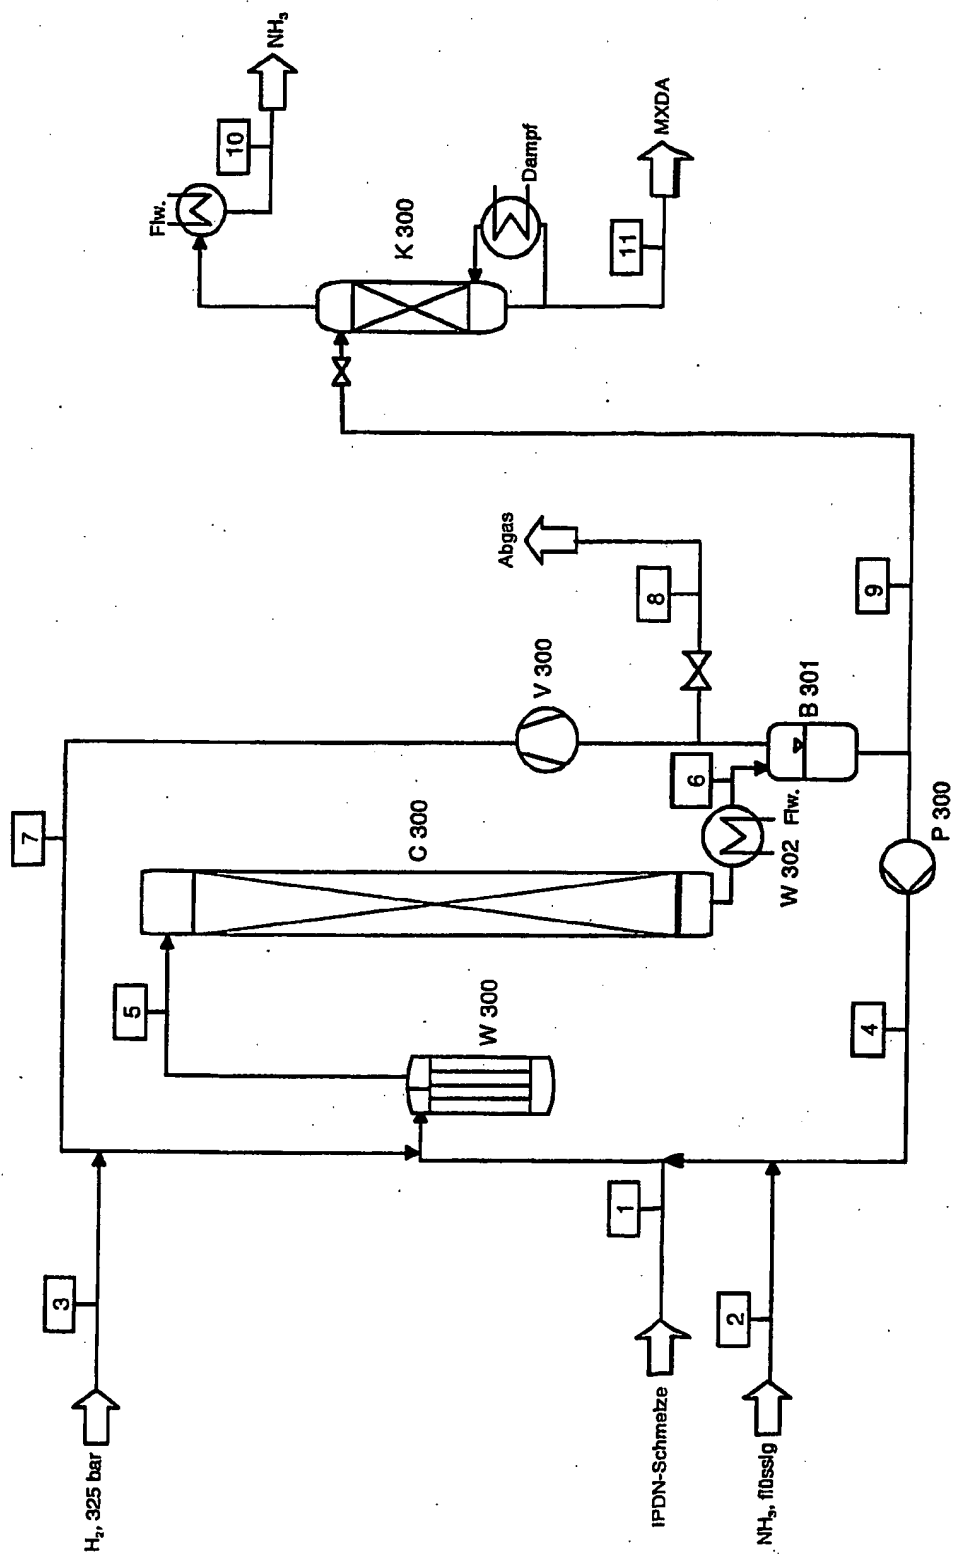 H₂, 325 bar
3
7
5
W 300
C 300
V 300
6
W 302
Flw.
B 301
8
Abgas
IPDN-Schmelze
1
NH₃, flüssig
2
4
P 300
9
K 300
Flw.
10
NH₃
Dampf
11
MXDA